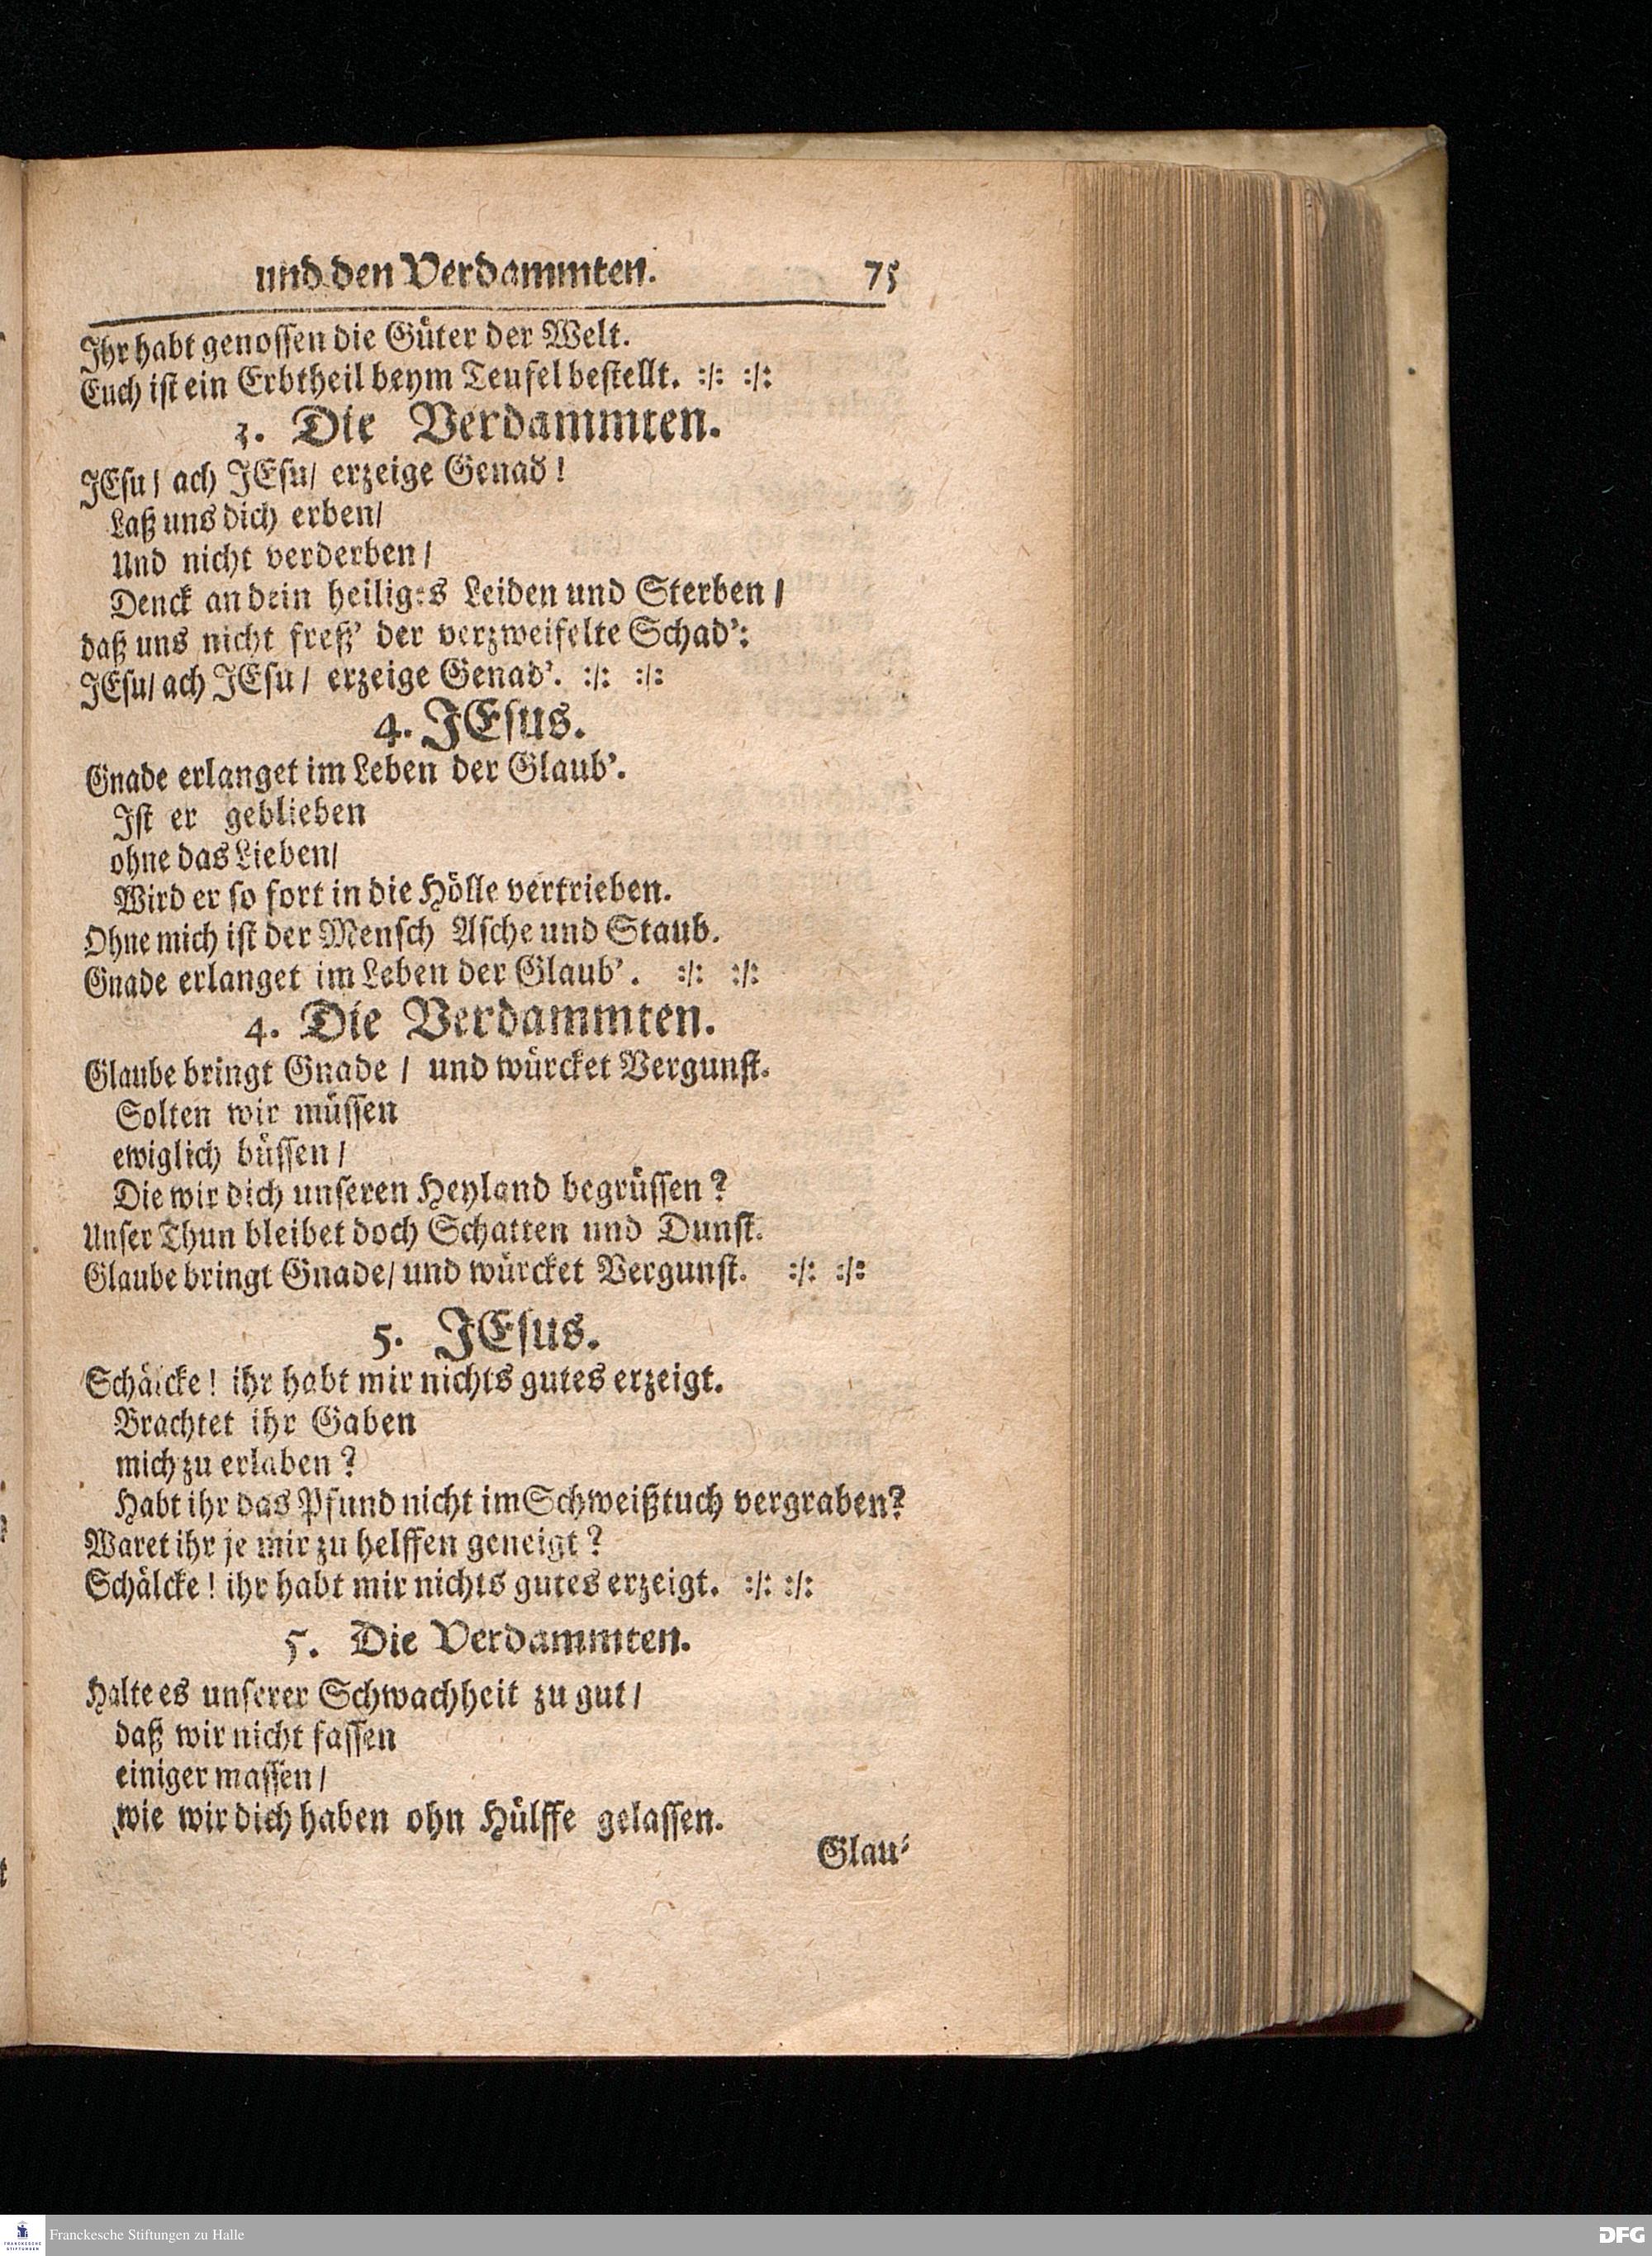 und den Verdammten. 75
Ihr habt genossen die Güter der Welt.
Euch ist ein Erbtheil beym Teufel bestellt. :/: :/:
3. Die Verdammten.
JEsu/ ach JEsu/ erzeige Genad!
Laß uns dich erben/
Und nicht verderben/
Denck an dein heiliges Leiden und Sterben/
daß uns nicht freß' der verzweifelte Schad':
JEsu/ ach JEsu/ erzeige Genad'. :/: :/:
4. JEsus.
Gnade erlanget im Leben der Glaub'.
Ist er geblieben
ohne das Lieben/
Wird er so fort in die Hölle vertrieben.
Ohne mich ist der Mensch Asche und Staub.
Gnade erlanget im Leben der Glaub'. :/: :/:
4. Die Verdammten.
Glaube bringt Gnade/ und würcket Vergunst.
Solten wir müssen
ewiglich büssen/
Die wir dich unseren Heyland begrüssen?
Unser Thun bleibet doch Schatten und Dunst.
Glaube bringt Gnade/ und würcket Vergunst. :/: :/:
5. JEsus.
Schälcke! ihr habt mir nichts gutes erzeigt.
Brachtet ihr Gaben
mich zu erlaben?
Habt ihr das Pfund nicht im Schweißtuch vergraben?
Waret ihr je mir zu helffen geneigt?
Schälcke! ihr habt mir nichts gutes erzeigt. :/: :/:
5. Die Verdammten.
Halte es unserer Schwachheit zu gut/
daß wir nicht fassen
einiger massen/
wie wir dich haben ohn Hülffe gelassen.
Glau-
Franckesche Stiftungen zu Halle
DFG